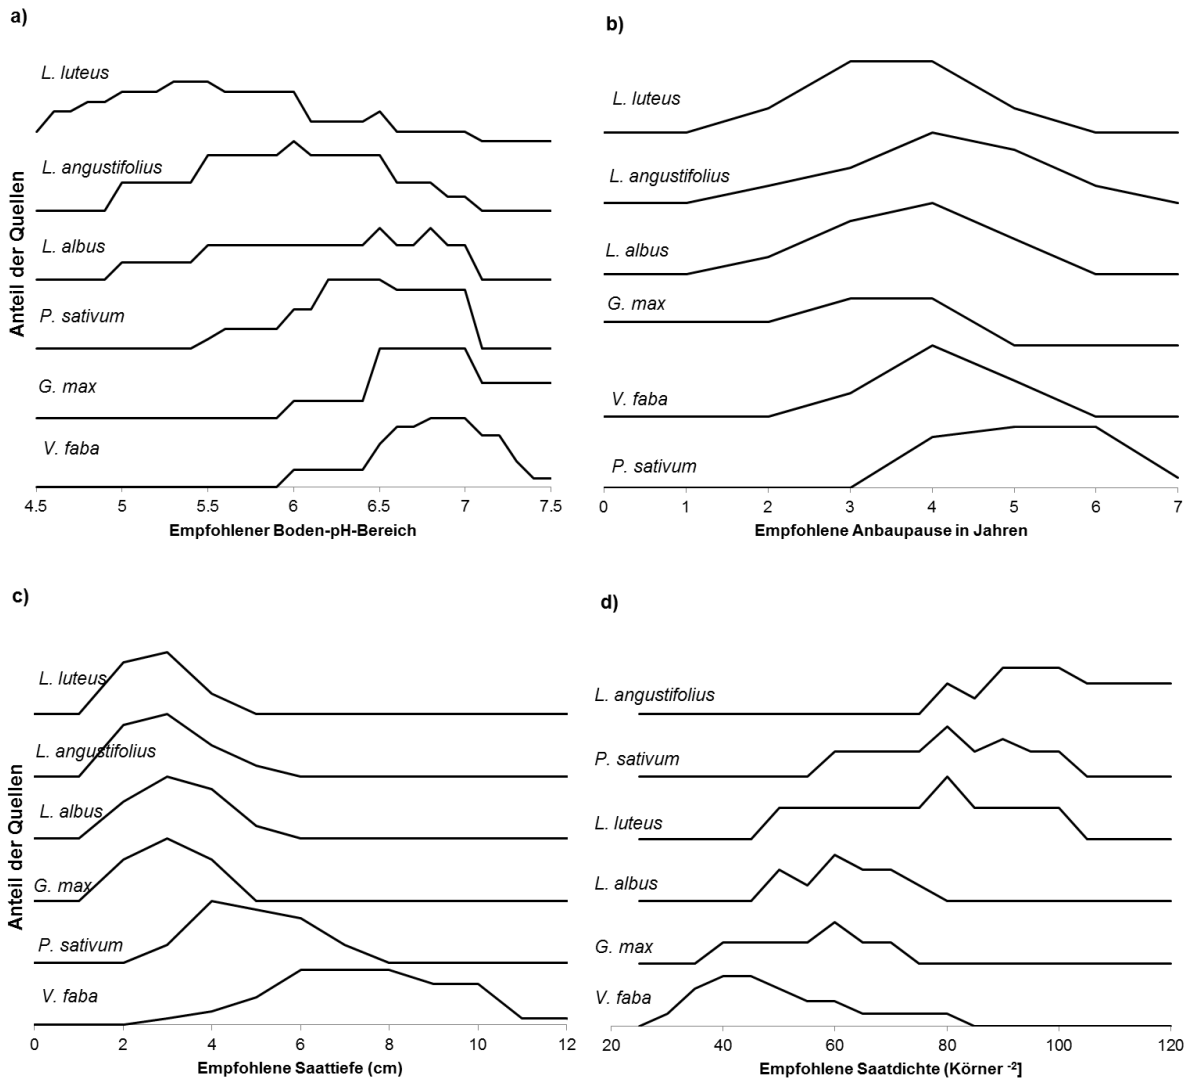 a)
Anteil der Quellen
L. luteus
L. angustifolius
L. albus
P. sativum
G. max
V. faba
4.5 5 5.5 6 6.5 7 7.5
Empfohlener Boden-pH-Bereich
b)
L. luteus
L. angustifolius
L. albus
G. max
V. faba
P. sativum
0 1 2 3 4 5 6 7
Empfohlene Anbaupause in Jahren
c)
Anteil der Quellen
L. luteus
L. angustifolius
L. albus
G. max
P. sativum
V. faba
0 2 4 6 8 10 12
Empfohlene Saattiefe (cm)
d)
L. angustifolius
P. sativum
L. luteus
L. albus
G. max
V. faba
20 40 60 80 100 120
Empfohlene Saatdichte (Körner -2]